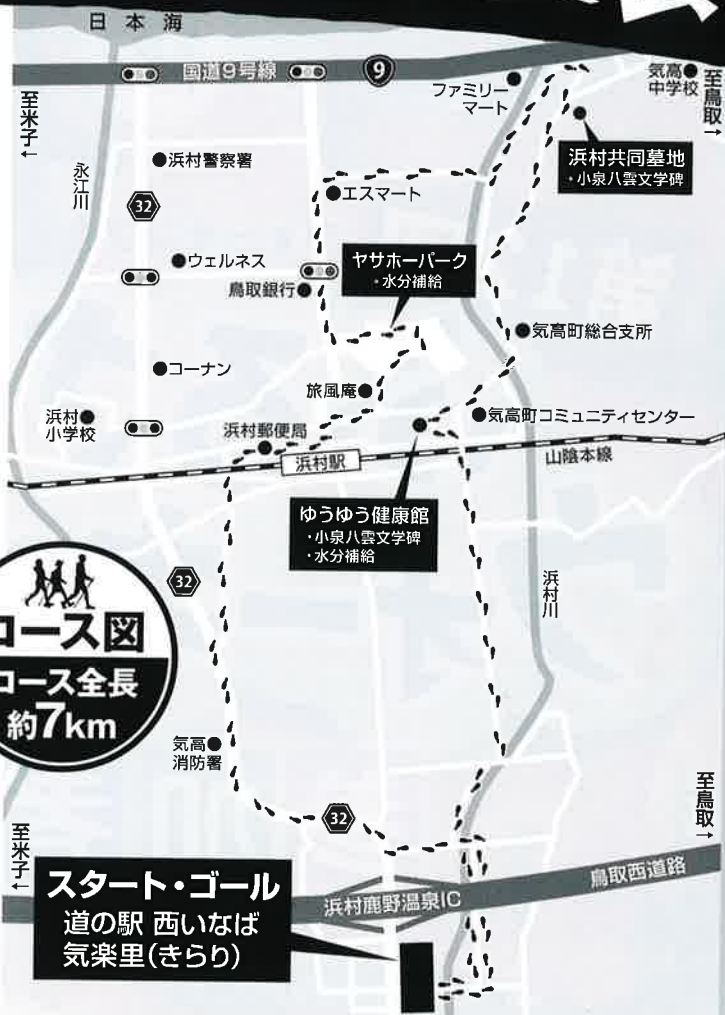 日本海
国道9号線
9
ファミリー
マート
気高
中学校
至鳥取→
至米子←
永江川
浜村警察署
32
エスマート
浜村共同墓地
・小泉八雲文学碑
ウェルネス
鳥取銀行
ヤサホーパーク
・水分補給
気高町総合支所
コーナン
旅風庵
浜村
小学校
浜村郵便局
気高町コミュニティセンター
浜村駅
山陰本線
ゆうゆう健康館
・小泉八雲文学碑
・水分補給
32
浜村川
コース図
コース全長
約7km
気高
消防署
32
至鳥取→
至米子←
鳥取西道路
浜村鹿野温泉IC
スタート・ゴール
道の駅 西いなば
気楽里(きらり)